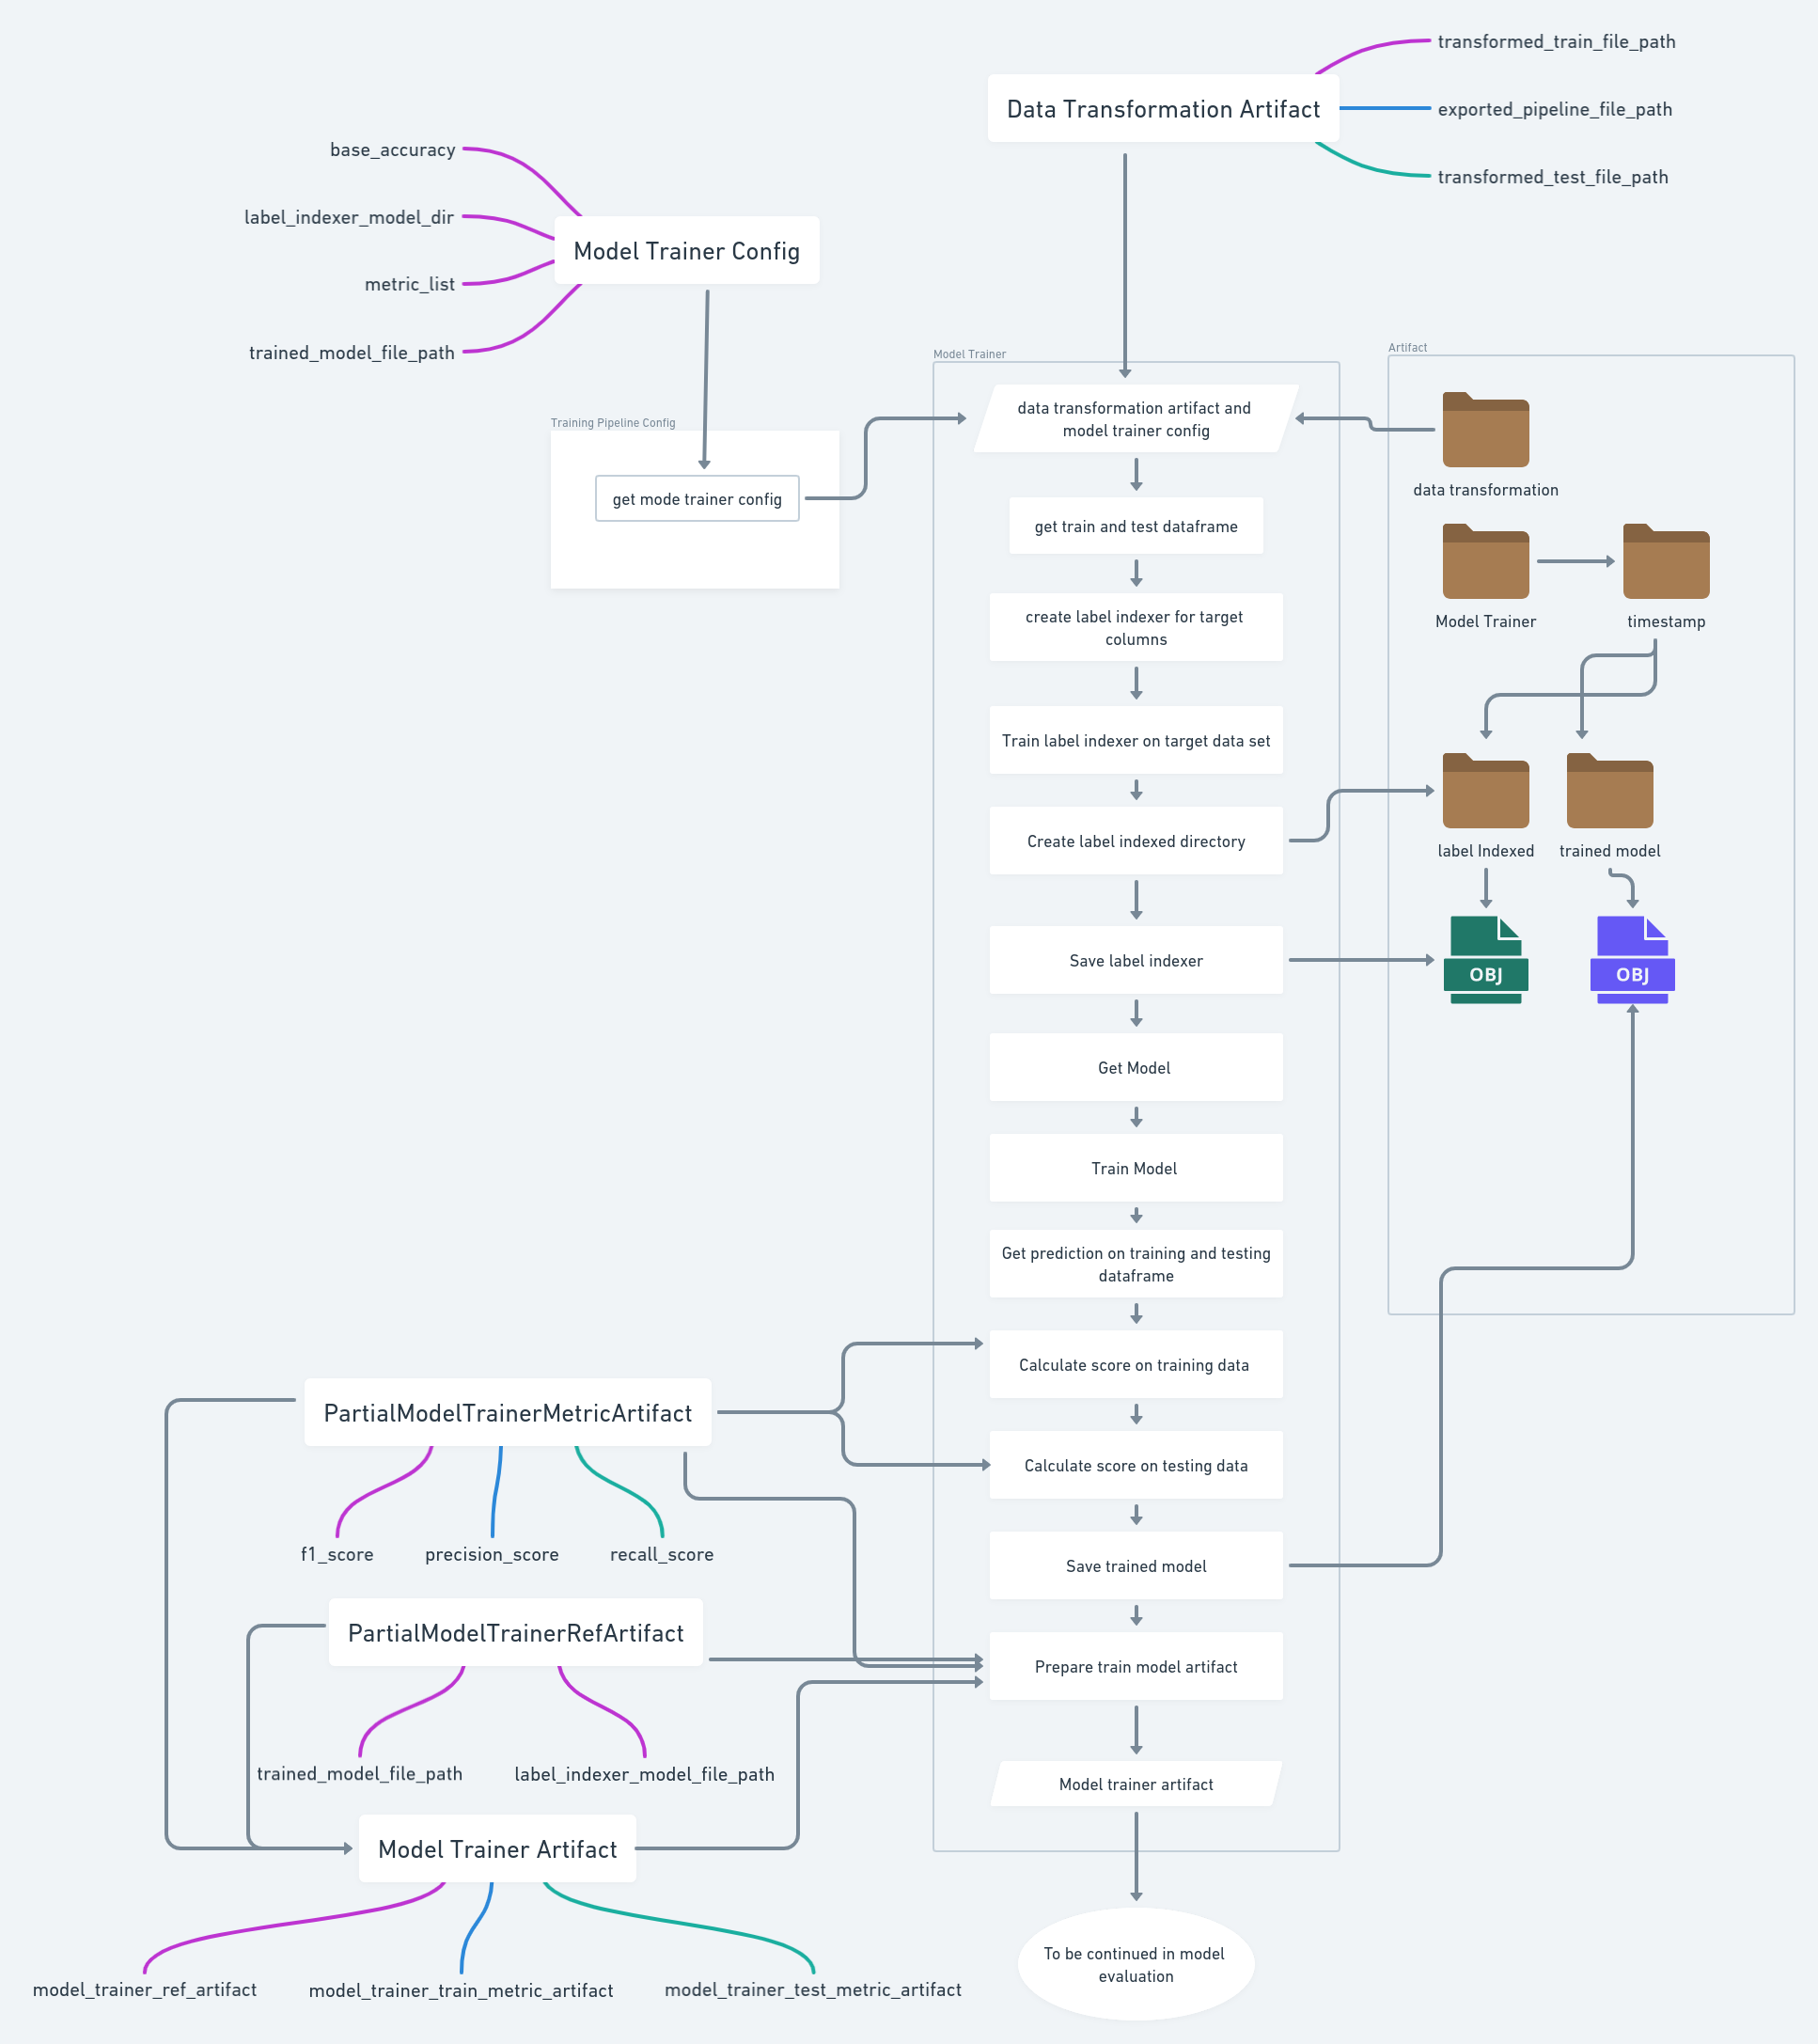 transformed_train_file_path
Data Transformation Artifact
exported_pipeline_file_path
transformed_test_file_path
base_accuracy
label_indexer_model_dir
Model Trainer Config
metric_list
trained_model_file_path
Training Pipeline Config
get mode trainer config
Model Trainer
data transformation artifact and
model trainer config
get train and test dataframe
create label indexer for target
columns
Train label indexer on target data set
Create label indexed directory
Save label indexer
Get Model
Train Model
Get prediction on training and testing
dataframe
Calculate score on training data
Calculate score on testing data
Save trained model
Prepare train model artifact
Model trainer artifact
To be continued in model
evaluation
Artifact
data transformation
Model Trainer
timestamp
label Indexed
trained model
OBJ
OBJ
PartialModelTrainerMetricArtifact
f1_score
precision_score
recall_score
PartialModelTrainerRefArtifact
trained_model_file_path
label_indexer_model_file_path
Model Trainer Artifact
model_trainer_ref_artifact
model_trainer_train_metric_artifact
model_trainer_test_metric_artifact